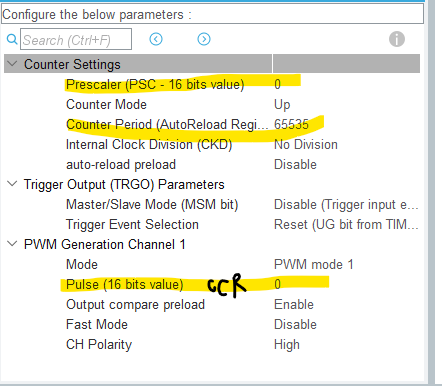 Configure the below parameters :
Search (Ctrl+F)
Counter Settings
Prescaler (PSC - 16 bits value) 0
Counter Mode Up
Counter Period (AutoReload Regi... 65535
Internal Clock Division (CKD) No Division
auto-reload preload Disable
Trigger Output (TRGO) Parameters
Master/Slave Mode (MSM bit) Disable (Trigger input e...
Trigger Event Selection Reset (UG bit from TIM...
PWM Generation Channel 1
Mode PWM mode 1
Pulse (16 bits value) CCR 0
Output compare preload Enable
Fast Mode Disable
CH Polarity High